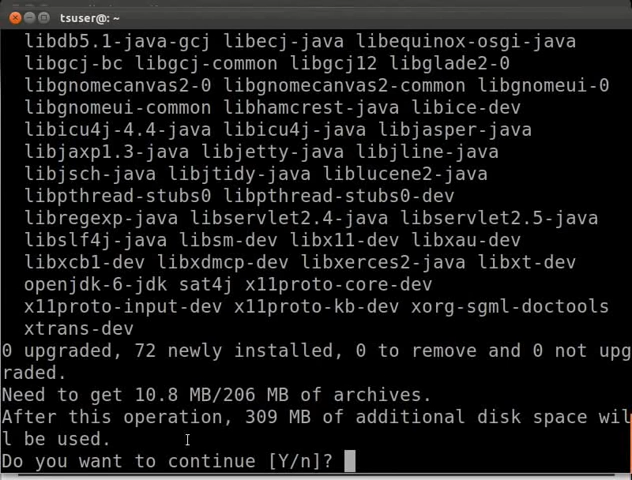 tsuser@: ~
libdb5.1-java-gcj libecj-java libequinox-osgi-java
libgcj-bc libgcj-common libgcj12 libglade2-0
libgnomecanvas2-0 libgnomecanvas2-common libgnomeui-0
libgnomeui-common libhamcrest-java libice-dev
libicu4j-4.4-java libicu4j-java libjasper-java
libjaxp1.3-java libjetty-java libjline-java
libjsch-java libjtidy-java liblucene2-java
libpthread-stubs0 libpthread-stubs0-dev
libregexp-java libservlet2.4-java libservlet2.5-java
libslf4j-java libsm-dev libx11-dev libxau-dev
libxcb1-dev libxdmcp-dev libxerces2-java libxt-dev
openjdk-6-jdk sat4j x11proto-core-dev
x11proto-input-dev x11proto-kb-dev xorg-sgml-doctools
xtrans-dev
0 upgraded, 72 newly installed, 0 to remove and 0 not upg
raded.
Need to get 10.8 MB/206 MB of archives.
After this operation, 309 MB of additional disk space wil
l be used.
Do you want to continue [Y/n]?